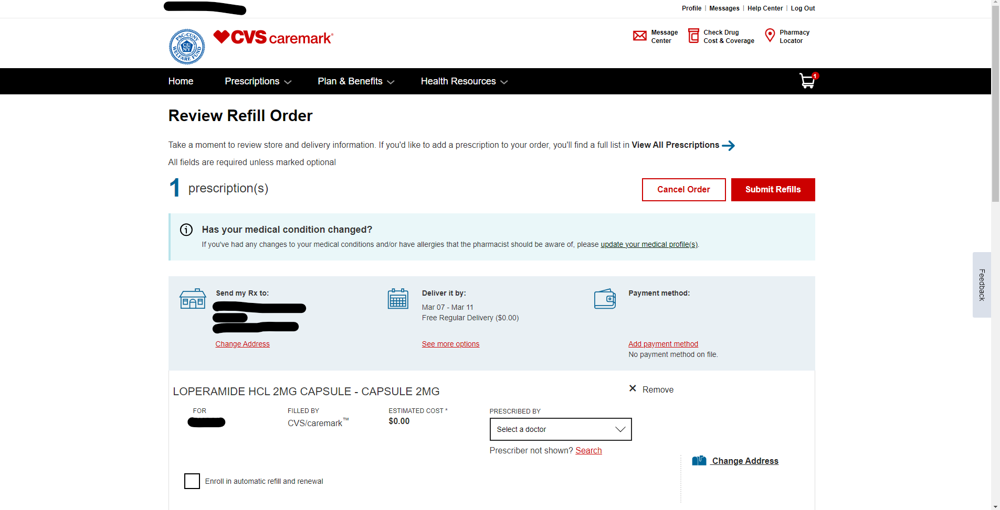 Profile | Messages | Help Center | Log Out
PSC-CUNY WELFARE FUND
CUNY
CVS caremark®
Message Center
Check Drug Cost & Coverage
Pharmacy Locator
Home
Prescriptions
Plan & Benefits
Health Resources
1
Review Refill Order
Take a moment to review store and delivery information. If you'd like to add a prescription to your order, you'll find a full list in View All Prescriptions
All fields are required unless marked optional
1 prescription(s)
Cancel Order
Submit Refills
Has your medical condition changed?
If you've had any changes to your medical conditions and/or have allergies that the pharmacist should be aware of, please update your medical profile(s).
Feedback
Send my Rx to:
Change Address
Deliver it by:
Mar 07 - Mar 11
Free Regular Delivery ($0.00)
See more options
Payment method:
Add payment method
No payment method on file.
LOPERAMIDE HCL 2MG CAPSULE - CAPSULE 2MG
Remove
FOR
FILLED BY
CVS/caremark™
ESTIMATED COST *
$0.00
PRESCRIBED BY
Select a doctor
Prescriber not shown? Search
Change Address
Enroll in automatic refill and renewal